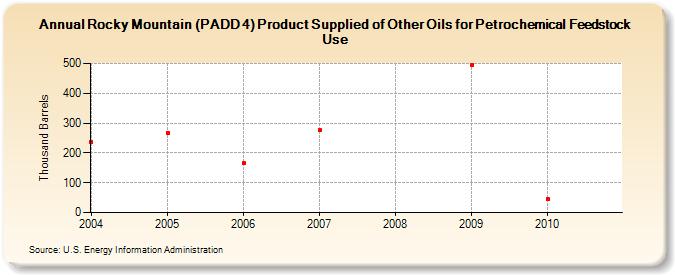 Annual Rocky Mountain (PADD 4) Product Supplied of Other Oils for Petrochemical Feedstock
Use
Thousand Barrels
500
400
300
200
100
0
2004 2005 2006 2007 2008 2009 2010
Source: U.S. Energy Information Administration